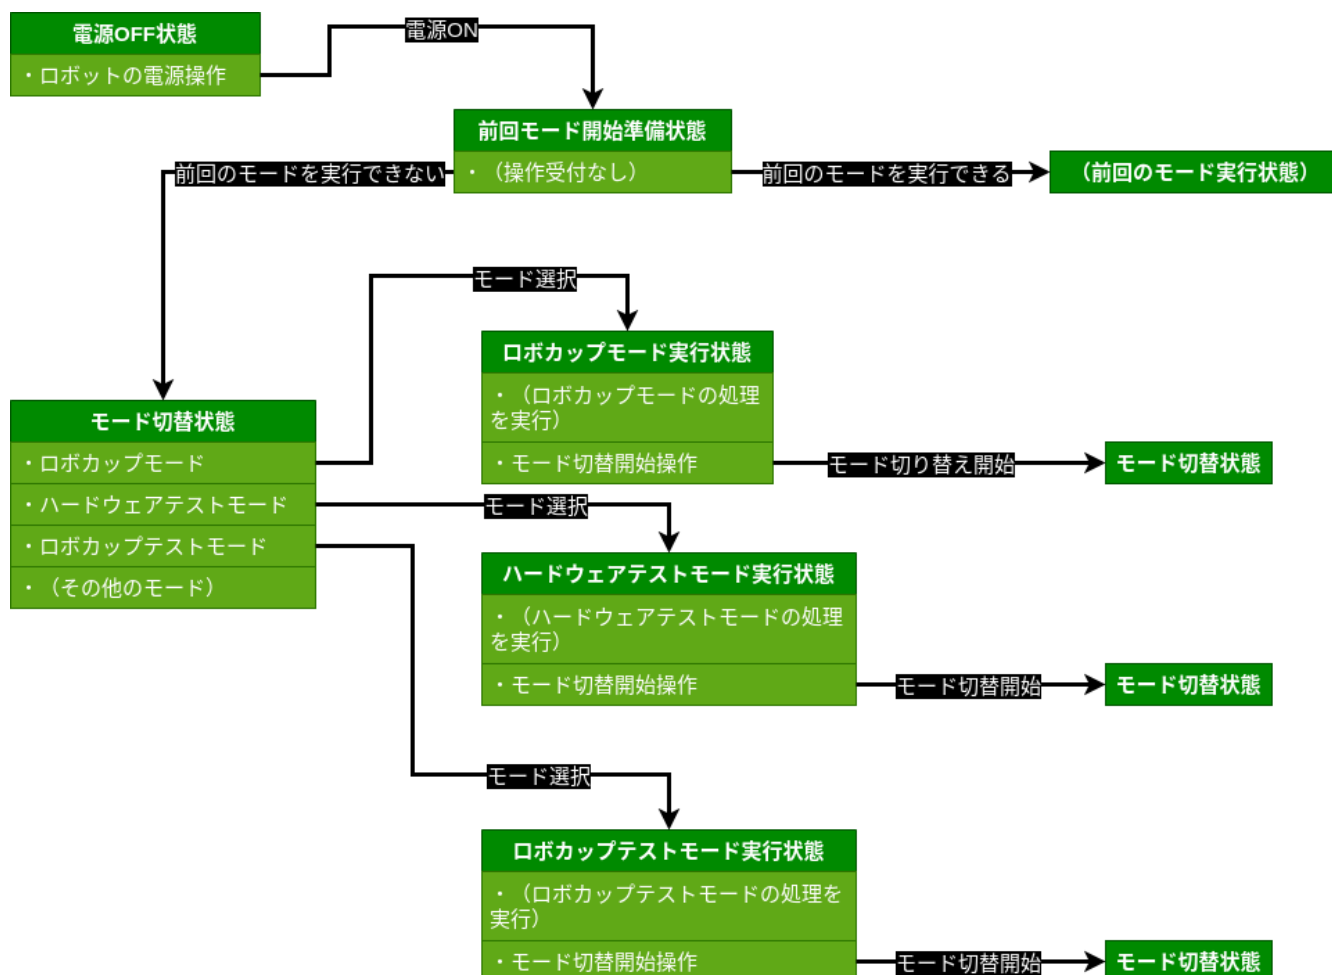 電源OFF状態
・ロボットの電源操作
電源ON
前回モード開始準備状態
・（操作受付なし）
前回のモードを実行できない
前回のモードを実行できる
（前回のモード実行状態）
モード切替状態
・ロボカップモード
・ハードウェアテストモード
・ロボカップテストモード
・（その他のモード）
モード選択
ロボカップモード実行状態
・（ロボカップモードの処理
を実行）
・モード切替開始操作
モード切り替え開始
モード切替状態
モード選択
ハードウェアテストモード実行状態
・（ハードウェアテストモードの処理
を実行）
・モード切替開始操作
モード切替開始
モード切替状態
モード選択
ロボカップテストモード実行状態
・（ロボカップテストモードの処理を
実行）
・モード切替開始操作
モード切替開始
モード切替状態